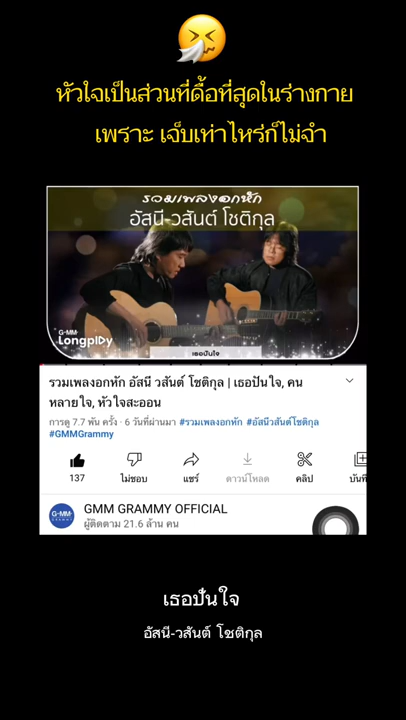 หัวใจเป็นส่วนที่ดื้อที่สุดในร่างกาย
เพราะ เจ็บเท่าไหร่ก็ไม่จำ
รวมเพลงอกหัก
อัสนี-วสันต์ โชติกุล
G-MM'
Longplay
เธอปันใจ
รวมเพลงอกหัก อัสนี วสันต์ โชติกุล | เธอปันใจ, คน
หลายใจ, หัวใจสะออน
การดู 7.7 พัน ครั้ง · 6 วันที่ผ่านมา #รวมเพลงอกหัก #อัสนีวสันต์โชติกุล
#GMMGrammy
137 ไม่ชอบ แชร์ ดาวน์โหลด คลิป บันทึ
G-MM'
GRAMMY
GMM GRAMMY OFFICIAL
ผู้ติดตาม 21.6 ล้าน คน
เธอปันใจ
อัสนี-วสันต์ โชติกุล